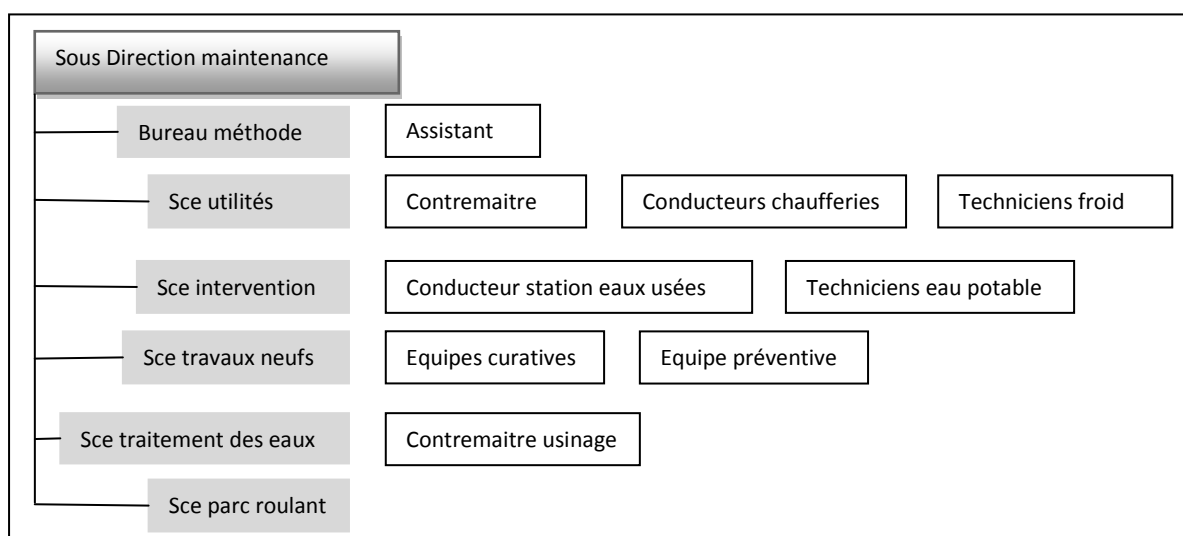 Sous Direction maintenance
Bureau méthode
Assistant
Sce utilités
Contremaitre
Conducteurs chaufferies
Techniciens froid
Sce intervention
Conducteur station eaux usées
Techniciens eau potable
Sce travaux neufs
Equipes curatives
Equipe préventive
Sce traitement des eaux
Contremaitre usinage
Sce parc roulant